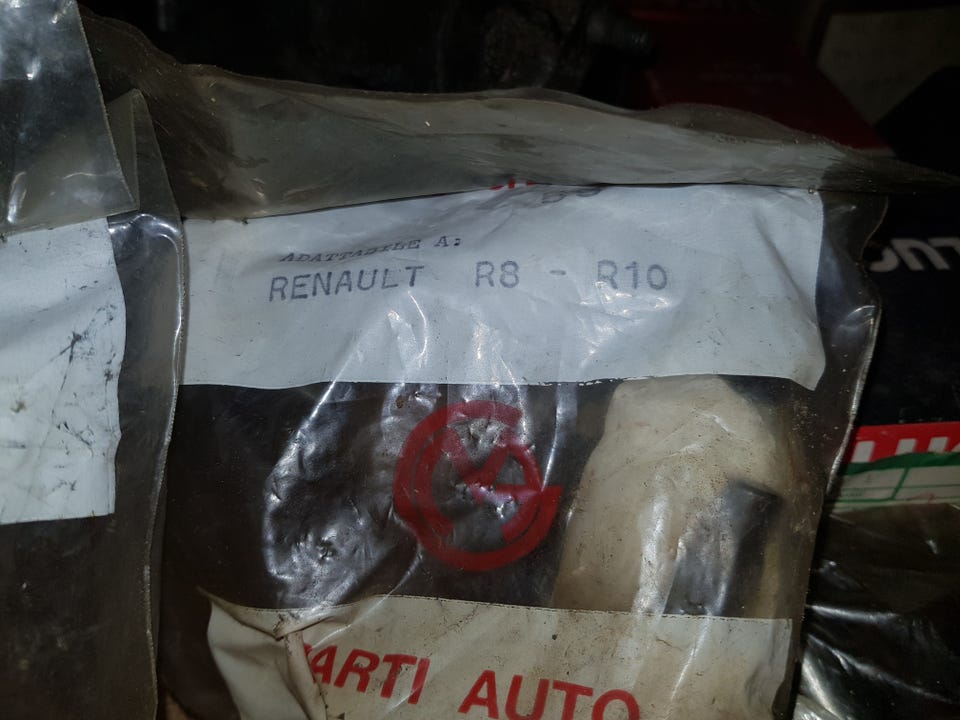 ADATTABILE A:
RENAULT R8 - R10
ARTI AUTO